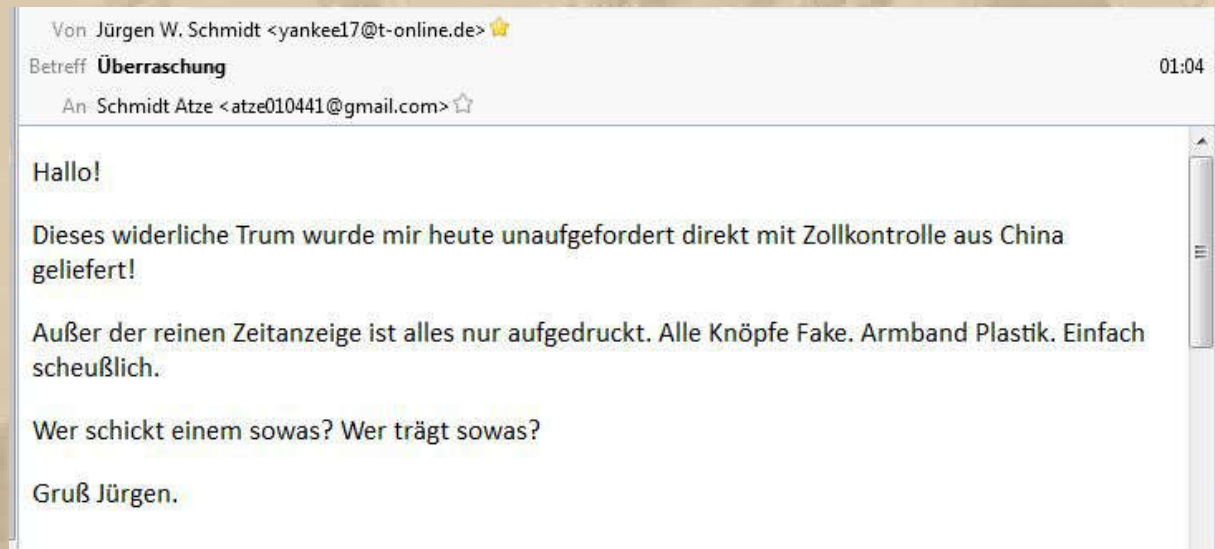 Von Jürgen W. Schmidt <yankee17@t-online.de>
Betreff Überraschung 01:04
An Schmidt Atze <atze010441@gmail.com>
Hallo!
Dieses widerliche Trum wurde mir heute unaufgefordert direkt mit Zollkontrolle aus China
geliefert!
Außer der reinen Zeitanzeige ist alles nur aufgedruckt. Alle Knöpfe Fake. Armband Plastik. Einfach
scheußlich.
Wer schickt einem sowas? Wer trägt sowas?
Gruß Jürgen.